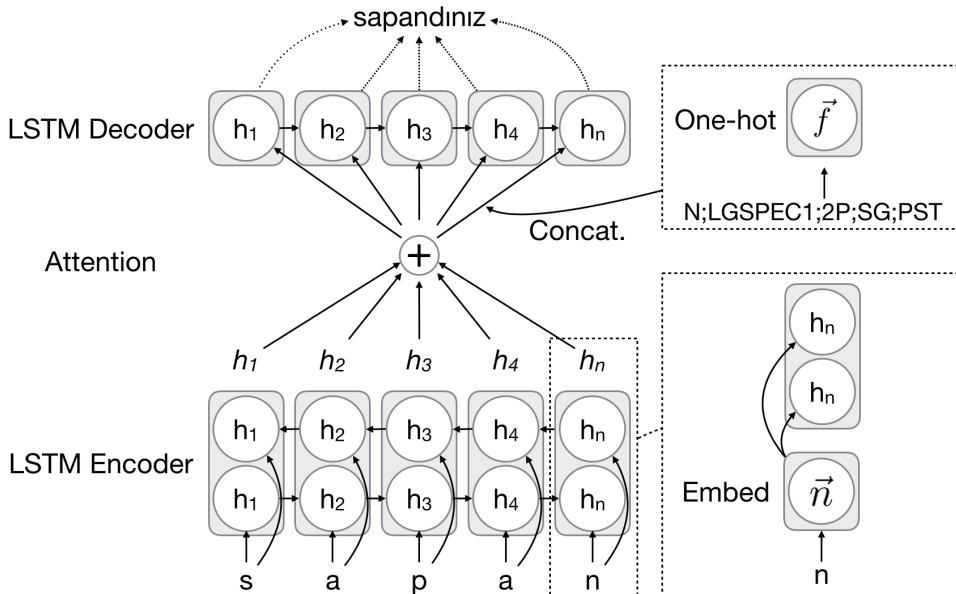 sapandınız
LSTM Decoder
h1 h2 h3 h4 hn
One-hot
f
N;LGSPEC1;2P;SG;PST
Concat.
Attention
+
h1 h2 h3 h4 hn
LSTM Encoder
h1 h2 h3 h4 hn
h1 h2 h3 h4 hn
s a p a n
hn
hn
Embed
n
n